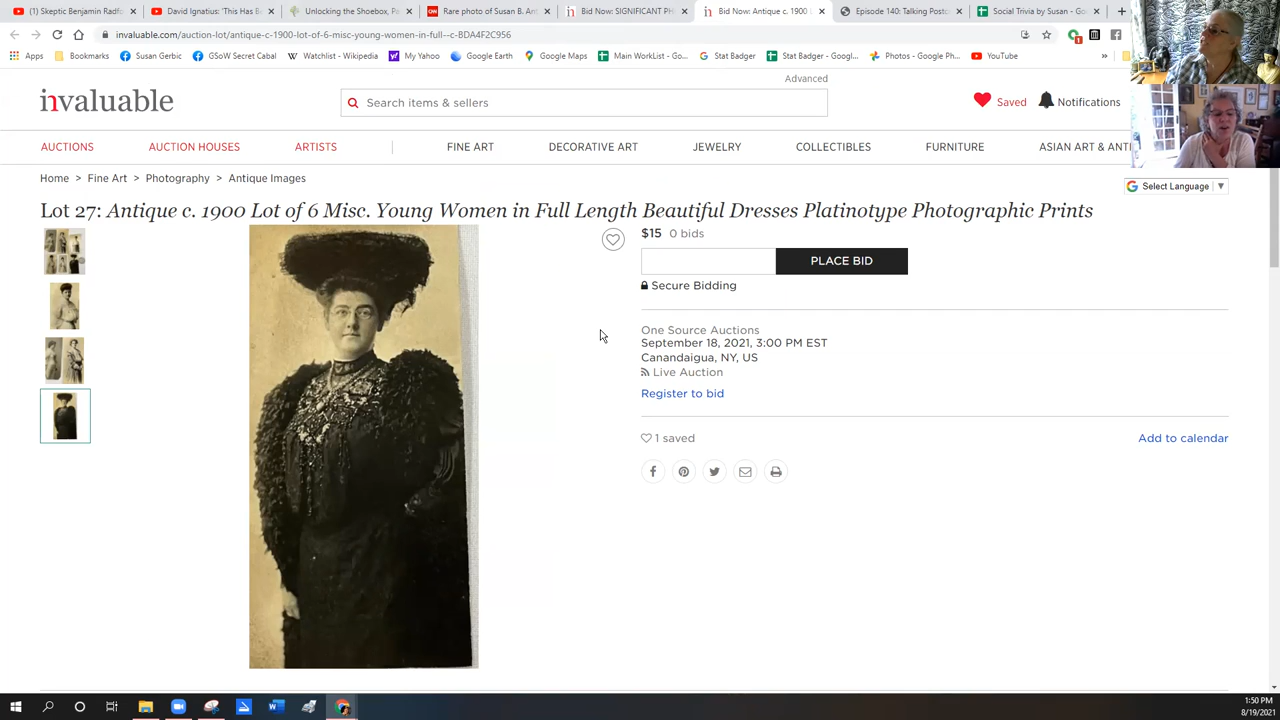 (1) Skeptic Benjamin Radfo
David Ignatius: 'This Has B
Unlocking the Shoebox, Pe
Rare photo of Susan B. Ant
Bid Now: SIGNIFICANT PH
Bid Now: Antique c. 1900 L
Episode 140: Talking Postc
Social Trivia by Susan - Go
invaluable.com/auction-lot/antique-c-1900-lot-of-6-misc-young-women-in-full--c-BDA4F2C956
Apps
Bookmarks
Susan Gerbic
GSoW Secret Cabal
Watchlist - Wikipedia
My Yahoo
Google Earth
Google Maps
Main WorkList - Go...
Stat Badger
Stat Badger - Googl...
Photos - Google Ph...
YouTube
Advanced
invaluable
Search items & sellers
Saved
Notifications
AUCTIONS
AUCTION HOUSES
ARTISTS
FINE ART
DECORATIVE ART
JEWELRY
COLLECTIBLES
FURNITURE
ASIAN ART & ANTI
Home > Fine Art > Photography > Antique Images
Select Language
Lot 27: Antique c. 1900 Lot of 6 Misc. Young Women in Full Length Beautiful Dresses Platinotype Photographic Prints
$15 0 bids
PLACE BID
Secure Bidding
One Source Auctions
September 18, 2021, 3:00 PM EST
Canandaigua, NY, US
Live Auction
Register to bid
1 saved
Add to calendar
1:50 PM
8/19/2021